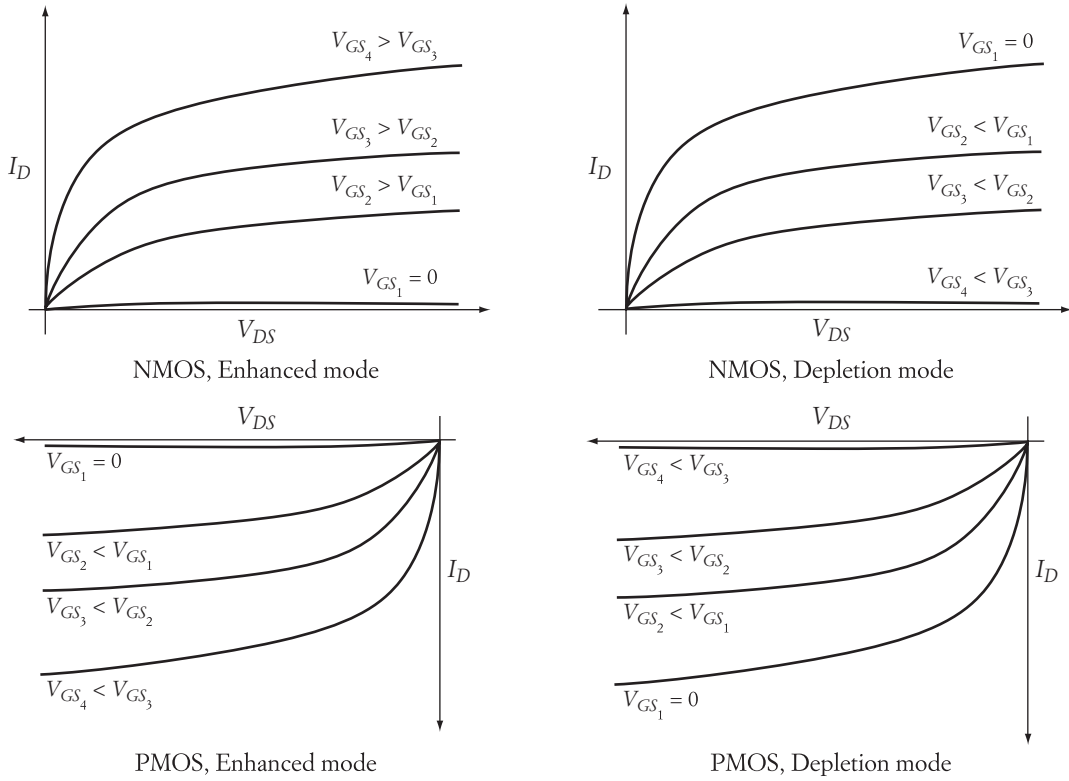 V_GS₄ > V_GS₃
V_GS₃ > V_GS₂
I_D
V_GS₂ > V_GS₁
V_GS₁ = 0
V_DS
NMOS, Enhanced mode
V_GS₁ = 0
V_GS₂ < V_GS₁
I_D
V_GS₃ < V_GS₂
V_GS₄ < V_GS₃
V_DS
NMOS, Depletion mode
V_DS
V_GS₁ = 0
V_GS₂ < V_GS₁
I_D
V_GS₃ < V_GS₂
V_GS₄ < V_GS₃
PMOS, Enhanced mode
V_DS
V_GS₄ < V_GS₃
V_GS₃ < V_GS₂
I_D
V_GS₂ < V_GS₁
V_GS₁ = 0
PMOS, Depletion mode